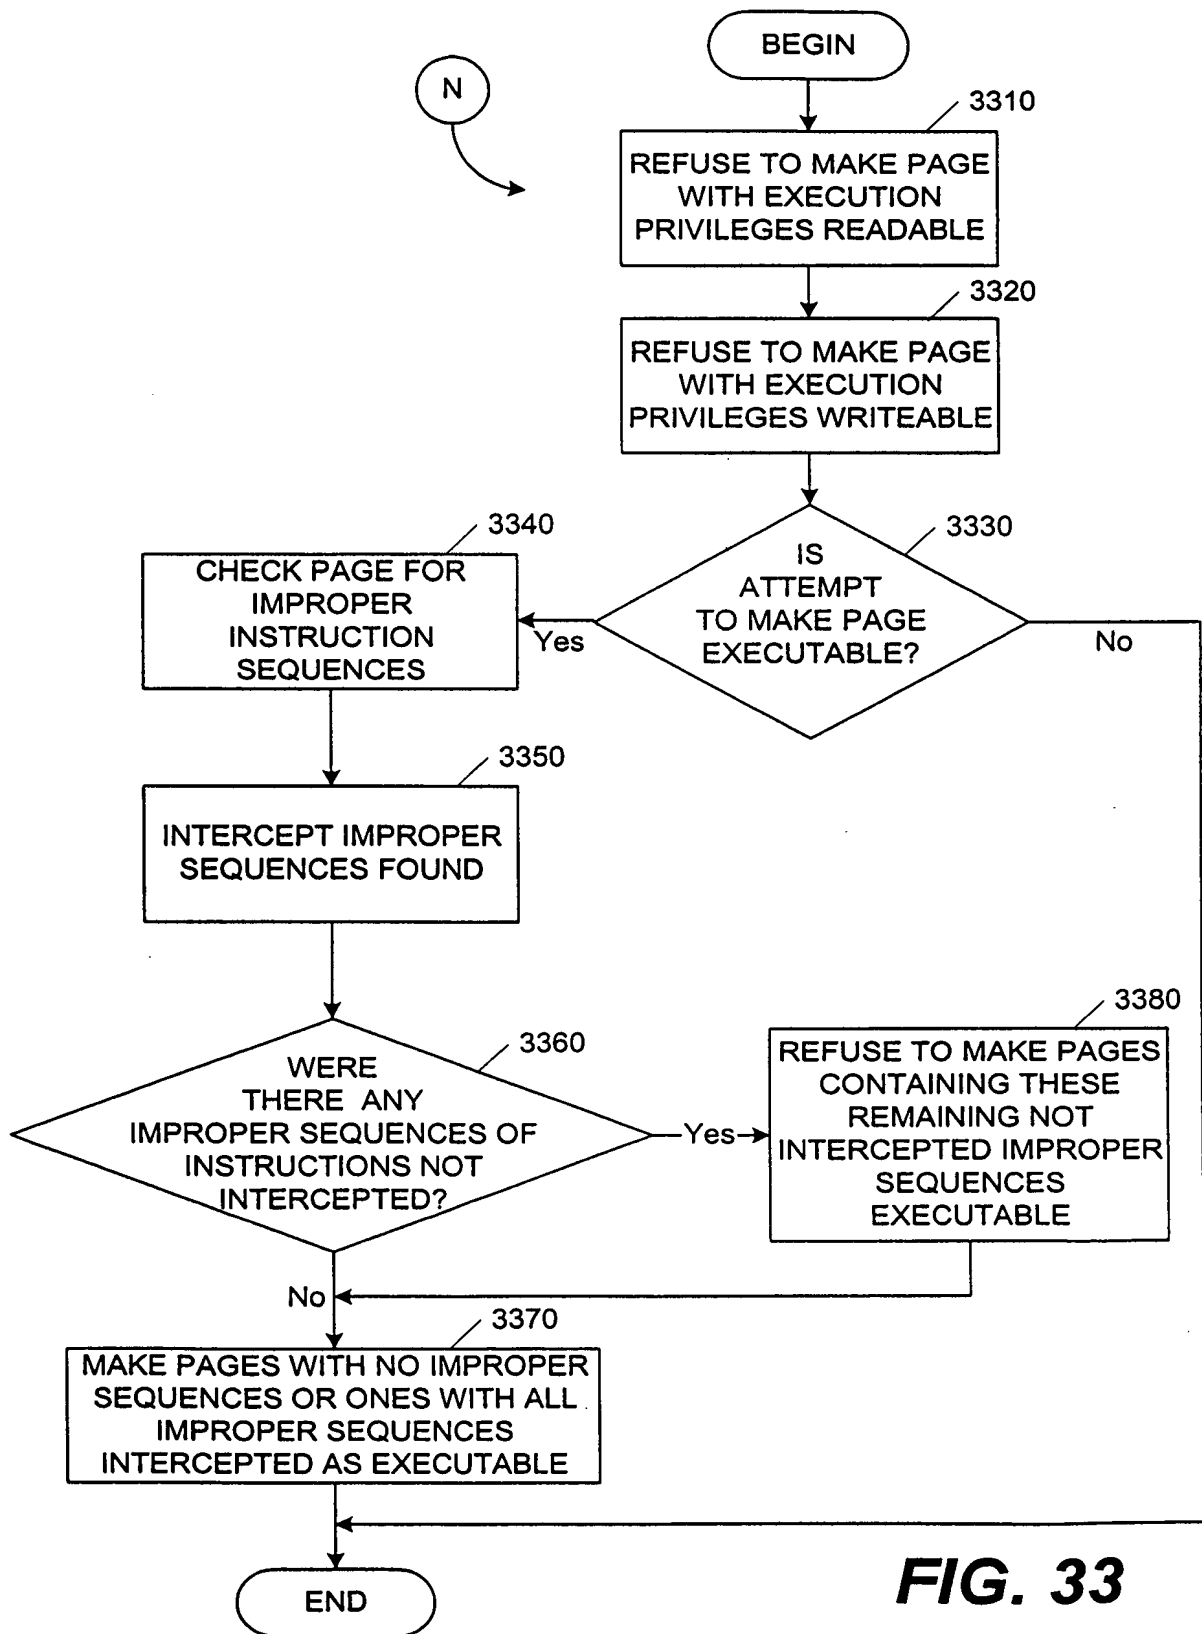 BEGIN
N
3310
REFUSE TO MAKE PAGE
WITH EXECUTION
PRIVILEGES READABLE
3320
REFUSE TO MAKE PAGE
WITH EXECUTION
PRIVILEGES WRITEABLE
3330
IS
ATTEMPT
TO MAKE PAGE
EXECUTABLE?
Yes
No
3340
CHECK PAGE FOR
IMPROPER
INSTRUCTION
SEQUENCES
3350
INTERCEPT IMPROPER
SEQUENCES FOUND
3360
WERE
THERE ANY
IMPROPER SEQUENCES OF
INSTRUCTIONS NOT
INTERCEPTED?
Yes
3380
REFUSE TO MAKE PAGES
CONTAINING THESE
REMAINING NOT
INTERCEPTED IMPROPER
SEQUENCES
EXECUTABLE
No
3370
MAKE PAGES WITH NO IMPROPER
SEQUENCES OR ONES WITH ALL
IMPROPER SEQUENCES
INTERCEPTED AS EXECUTABLE
END
FIG. 33